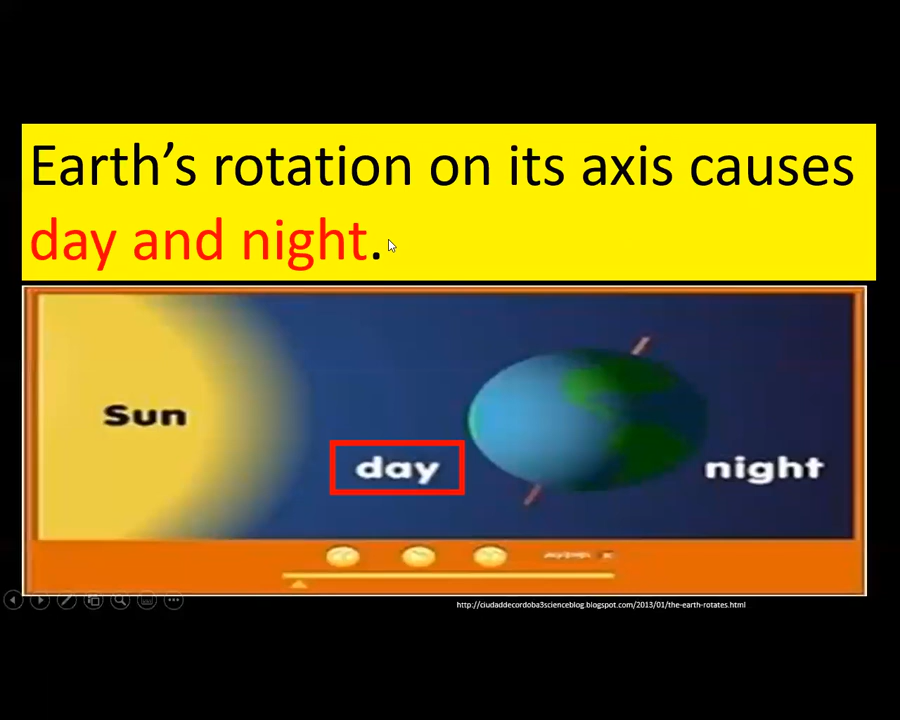 Earth's rotation on its axis causes
day and night.
Sun
day
night
http://ciudaddecordoba3scienceblog.blogspot.com/2013/01/the-earth-rotates.html